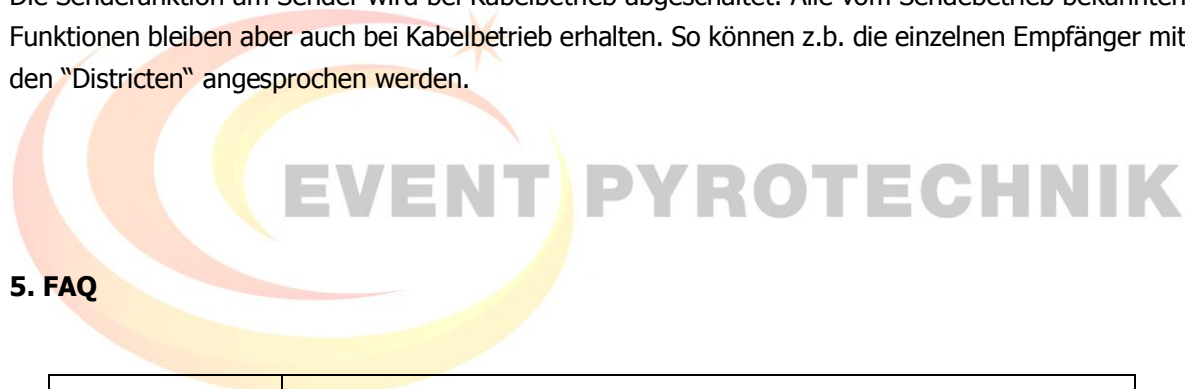 Die Sendefunktion am Sender wird bei Kabelbetrieb abgeschaltet. Alle vom Sendebetrieb bekannten
Funktionen bleiben aber auch bei Kabelbetrieb erhalten. So können z.b. die einzelnen Empfänger mit
den “Districten“ angesprochen werden.
EVENT PYROTECHNIK
5. FAQ